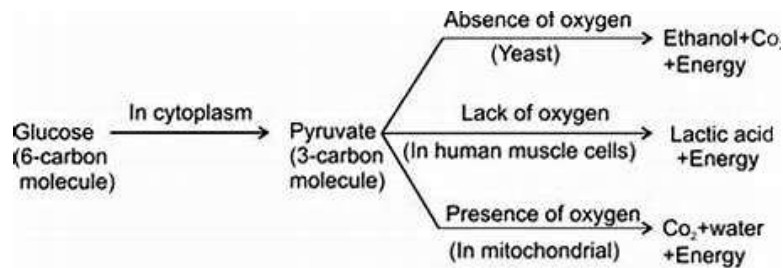 Absence of oxygen
(Yeast)
Ethanol+Co2
+Energy
In cytoplasm
Glucose
(6-carbon
molecule)
Pyruvate
(3-carbon
molecule)
Lack of oxygen
(In human muscle cells)
Lactic acid
+Energy
Presence of oxygen
(In mitochondrial)
Co2+water
+Energy